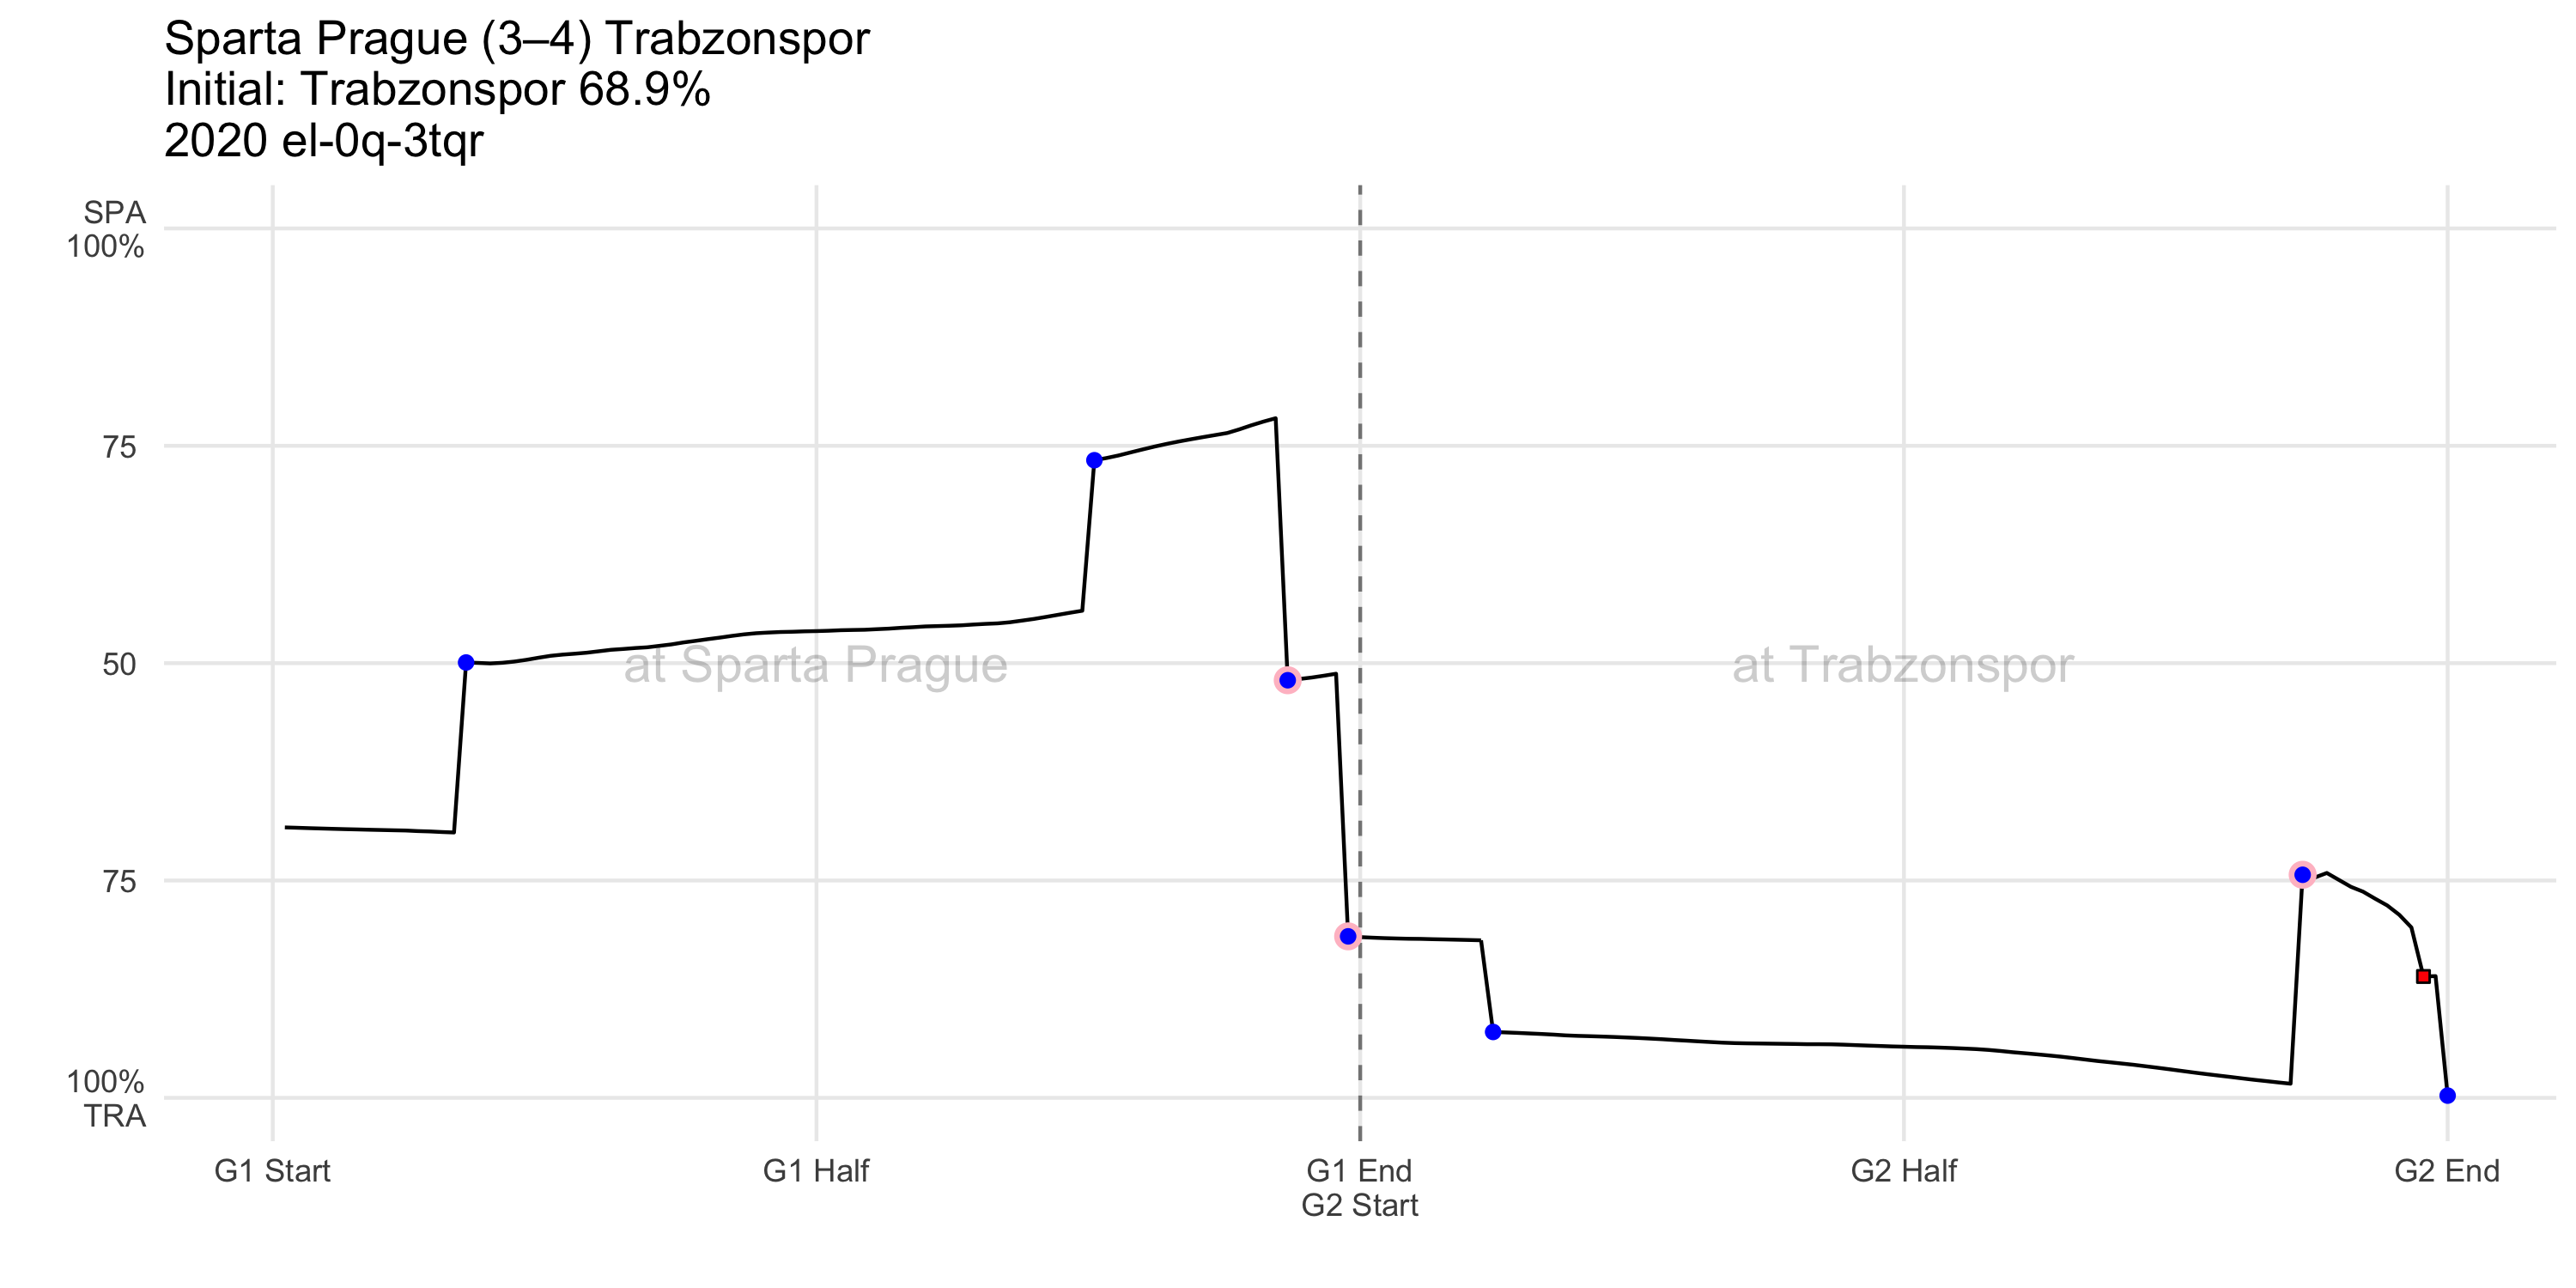 Sparta Prague (3–4) Trabzonspor
Initial: Trabzonspor 68.9%
2020 el-0q-3tqr
SPA
100%
75
50
75
100%
TRA
at Sparta Prague
at Trabzonspor
G1 Start
G1 Half
G1 End
G2 Start
G2 Half
G2 End